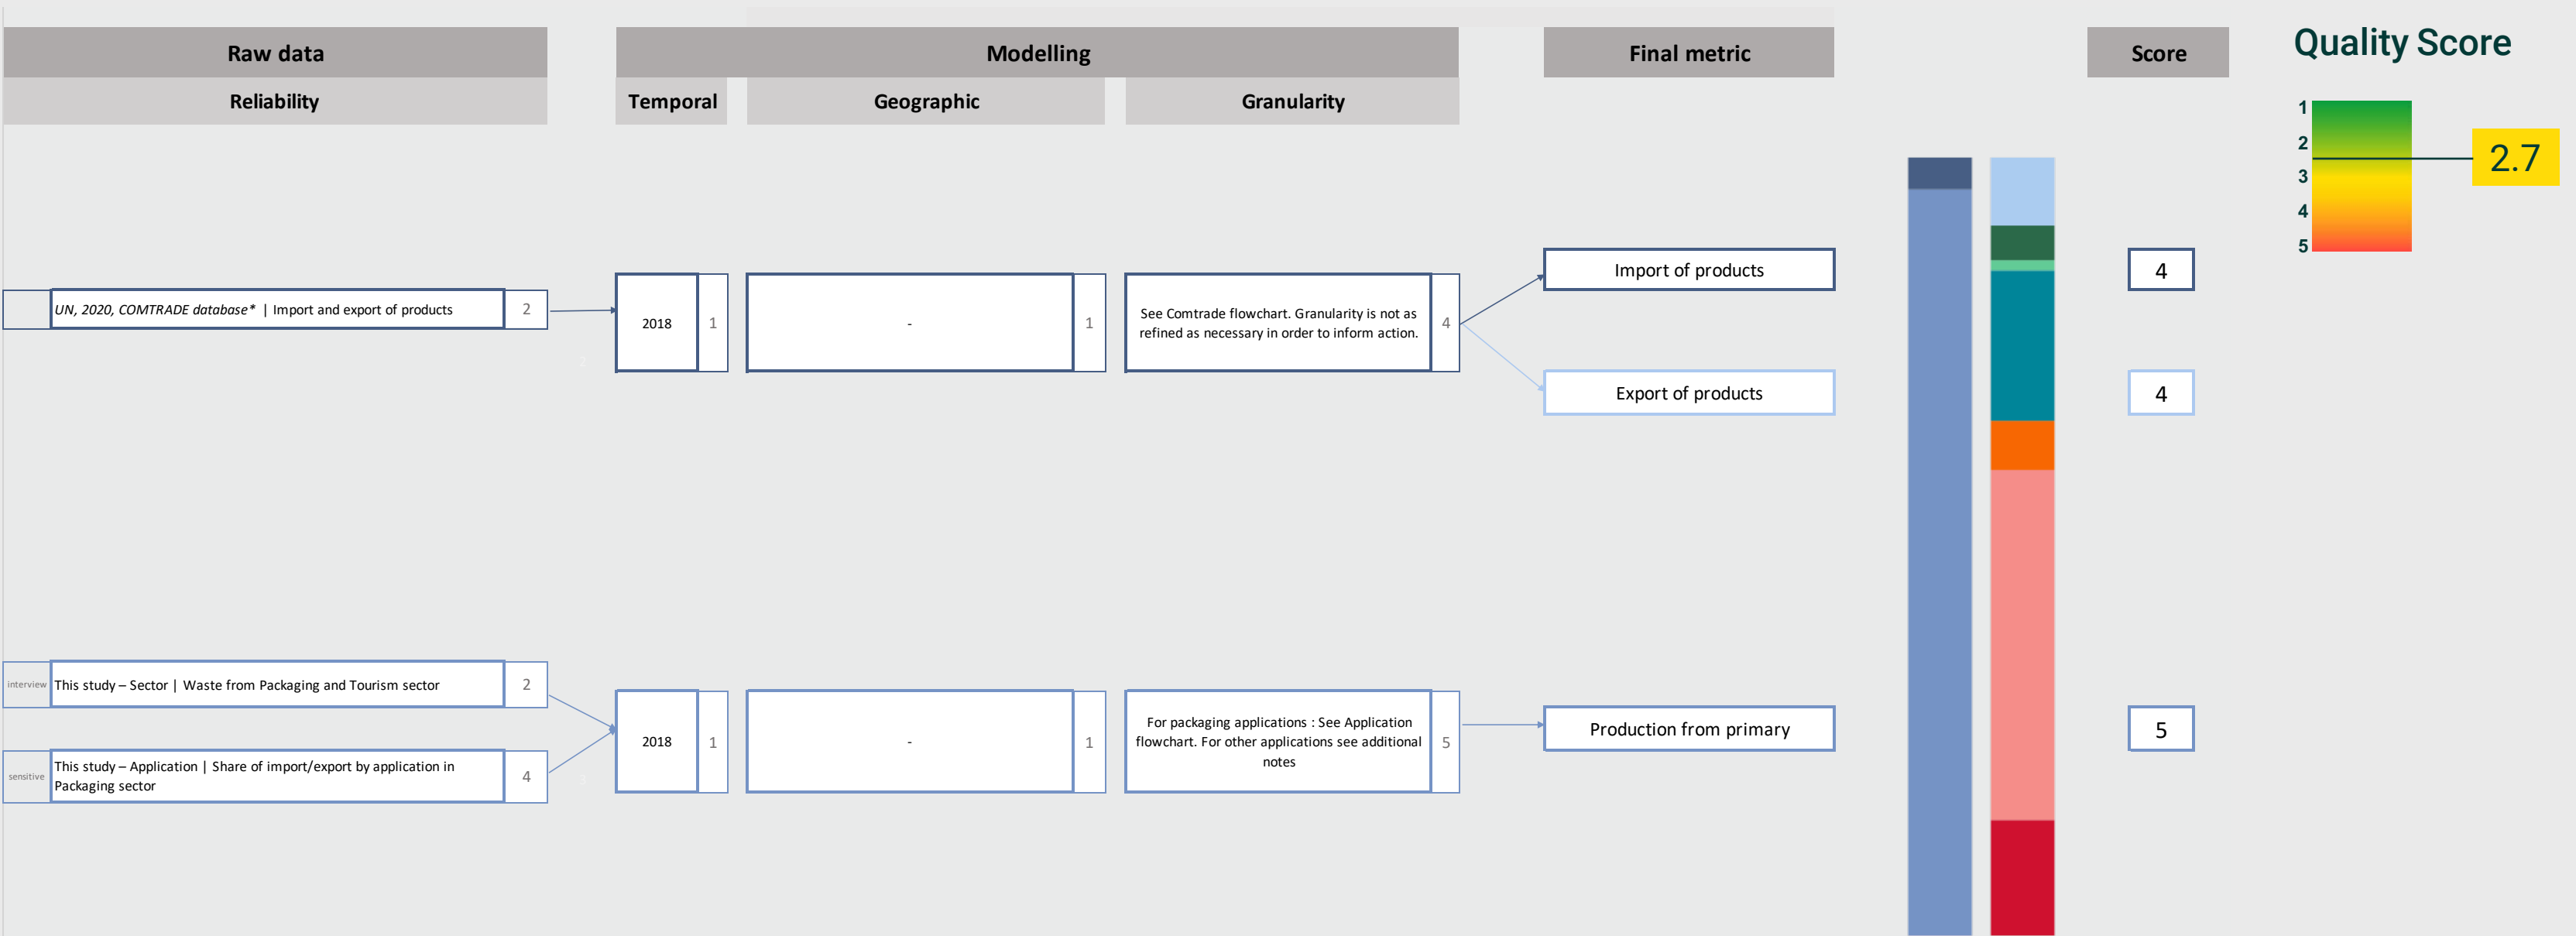 Raw data
Modelling
Final metric
Score
Quality Score
Reliability
Temporal
Geographic
Granularity
1
2
3
4
5
2.7
UN, 2020, COMTRADE database* | Import and export of products
2
2018
1
-
1
See Comtrade flowchart. Granularity is not as
refined as necessary in order to inform action.
4
Import of products
4
Export of products
4
interview
This study – Sector | Waste from Packaging and Tourism sector
2
sensitive
This study – Application | Share of import/export by application in
Packaging sector
4
2018
1
-
1
For packaging applications : See Application
flowchart. For other applications see additional
notes
5
Production from primary
5